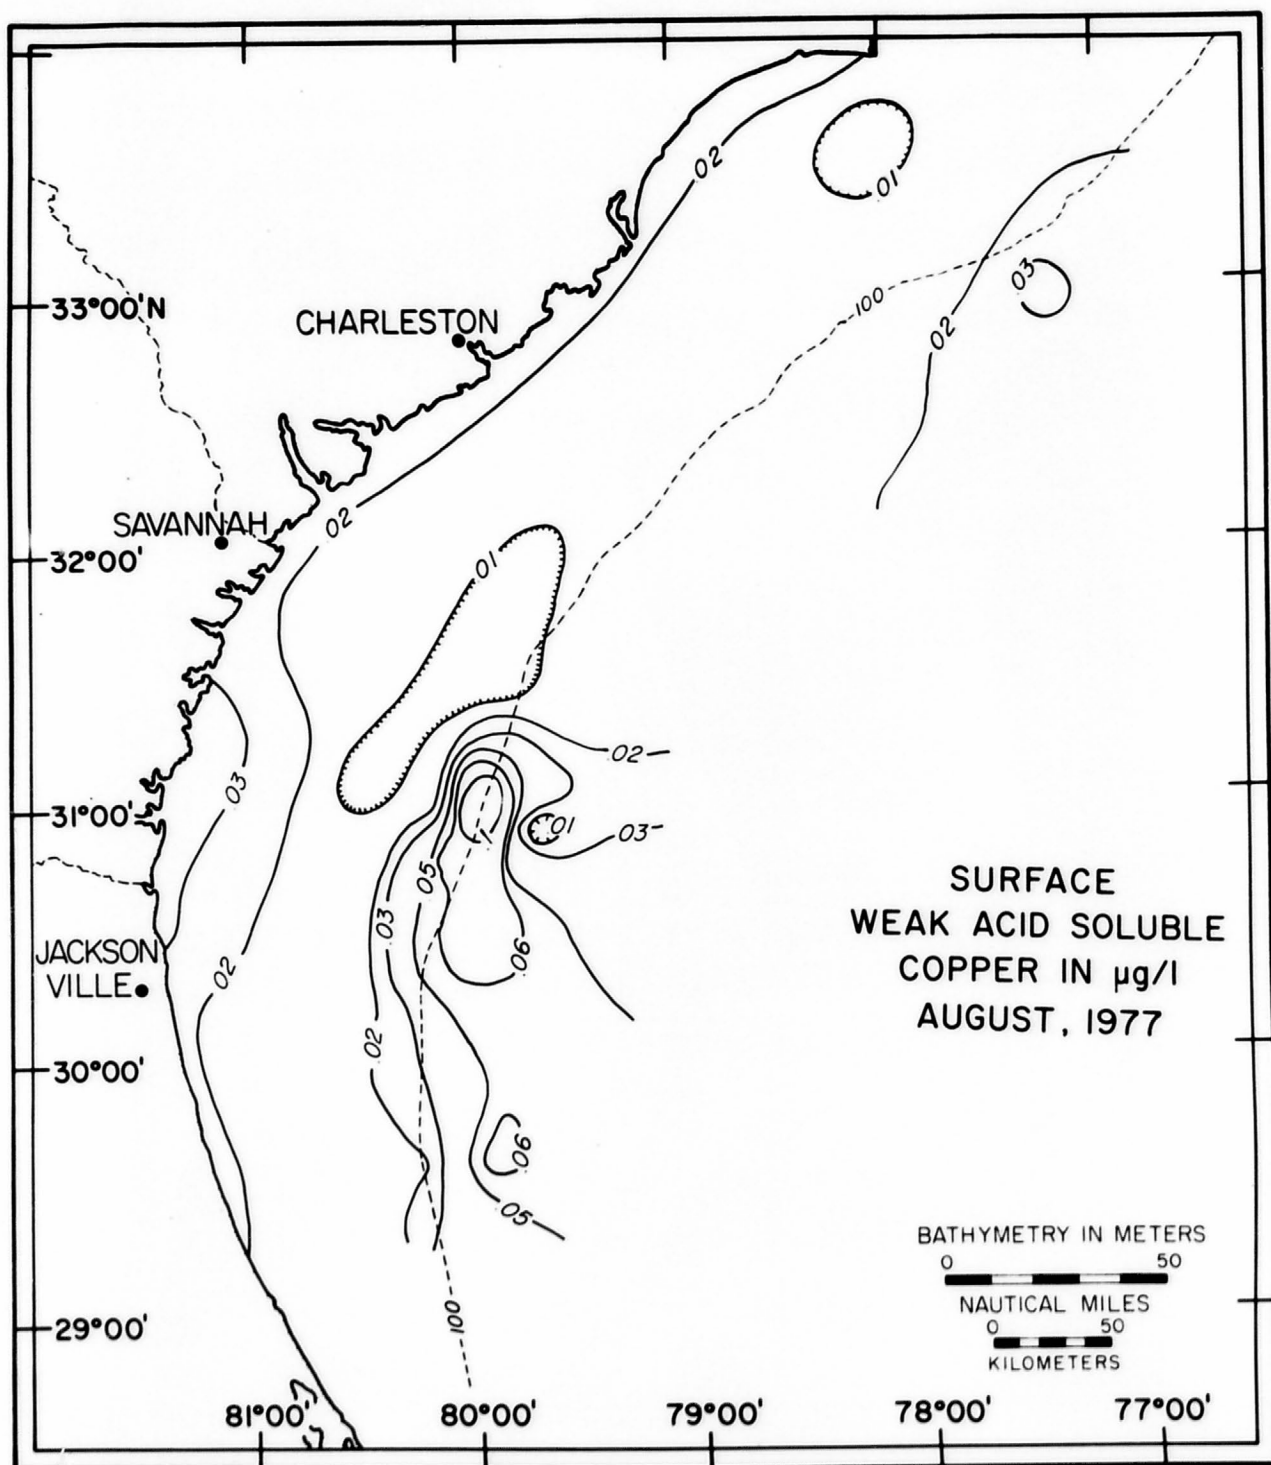 .02
.01
.03
33°00'N
100
CHARLESTON
.02
.02
SAVANNAH
.01
32°00'
.02
.03
31°00'
.1
.01
.03
.05
SURFACE
WEAK ACID SOLUBLE
COPPER IN µg/l
AUGUST, 1977
.03
JACKSON
VILLE
.02
.06
.02
30°00'
.06
.05
BATHYMETRY IN METERS
0 50
NAUTICAL MILES
0 50
KILOMETERS
29°00'
100
81°00' 80°00' 79°00' 78°00' 77°00'